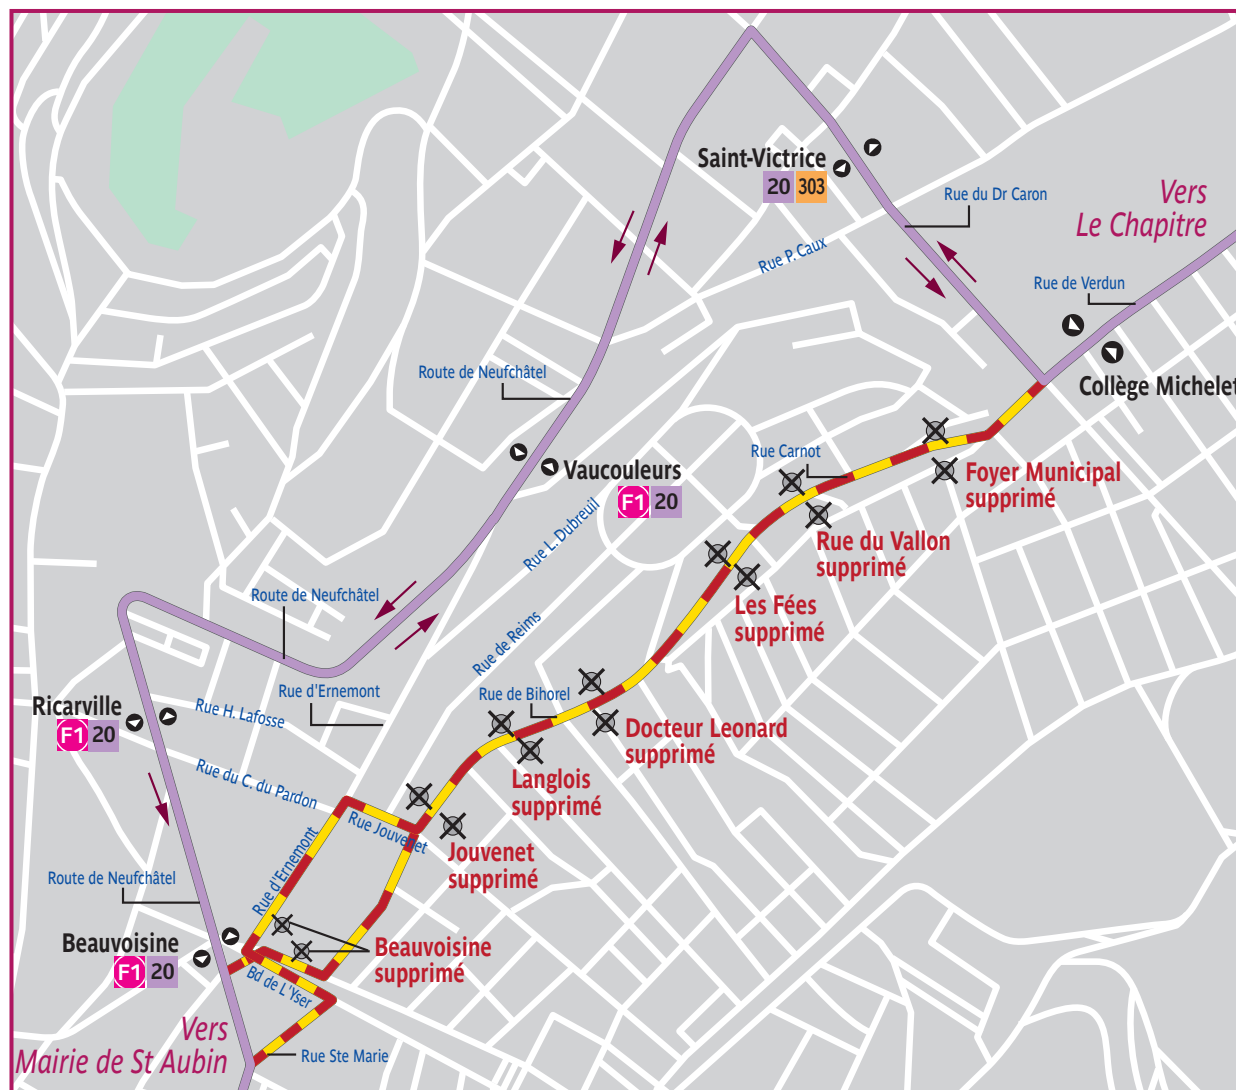 Saint-Victrice
20 303
Rue du Dr Caron
Vers
Le Chapitre
Rue P. Caux
Rue de Verdun
Route de Neufchâtel
Collège Michelet
Rue Carnot
Vaucouleurs
F1 20
Foyer Municipal
supprimé
Rue L. Dubreuil
Rue du Vallon
supprimé
Route de Neufchâtel
Les Fées
supprimé
Rue de Reims
Rue d'Ernemont
Rue de Bihorel
Ricarville
F1 20
Rue H. Lafosse
Docteur Leonard
supprimé
Rue du C. du Pardon
Langlois
supprimé
Rue Jouvenet
Jouvenet
supprimé
Rue d'Ernemont
Route de Neufchâtel
Beauvoisine
F1 20
Beauvoisine
supprimé
Bd de L'Yser
Vers
Mairie de St Aubin
Rue Ste Marie